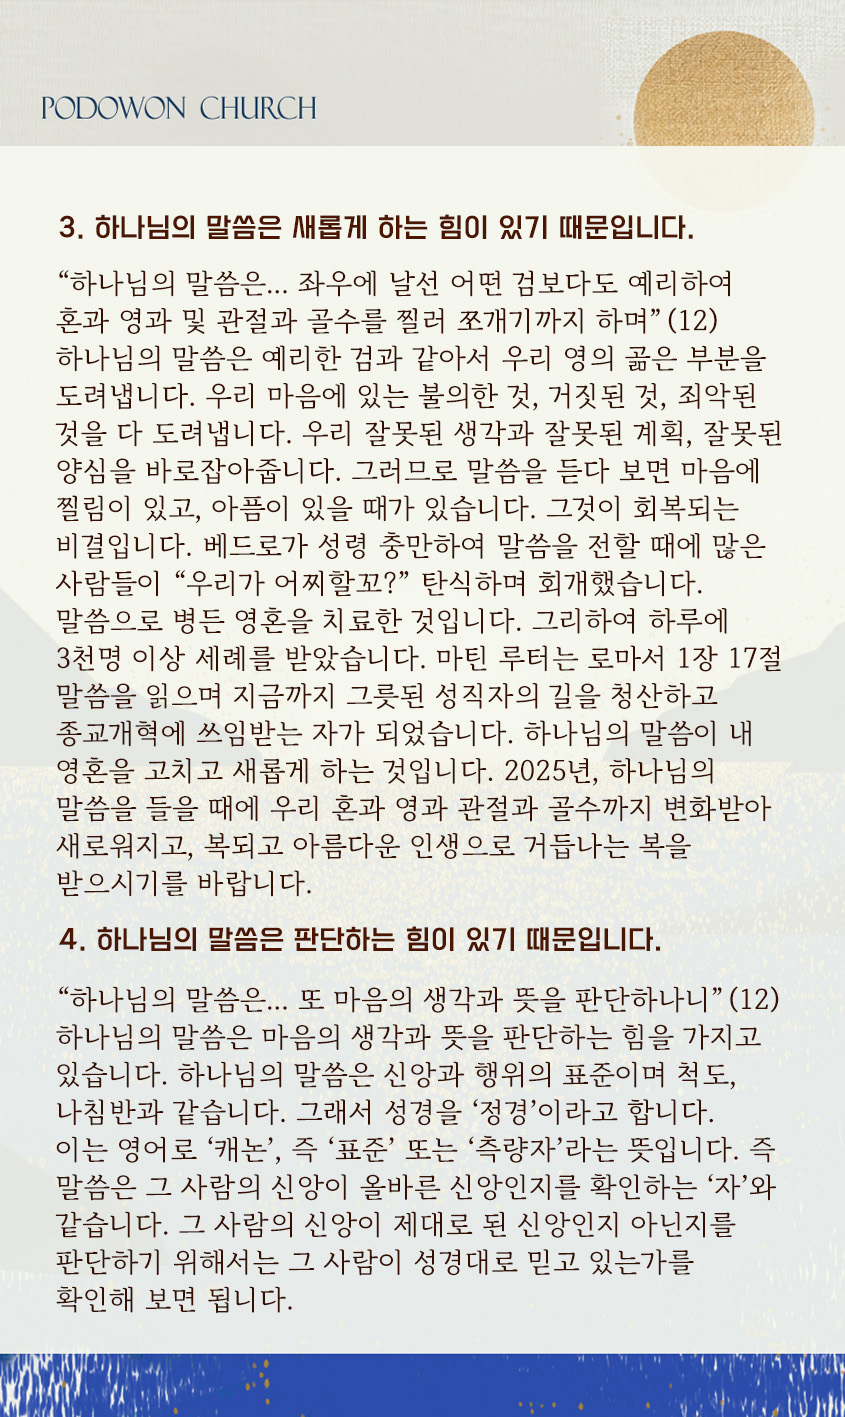 PODOWON CHURCH
3. 하나님의 말씀은 새롭게 하는 힘이 있기 때문입니다.
“하나님의 말씀은... 좌우에 날선 어떤 검보다도 예리하여
혼과 영과 및 관절과 골수를 찔러 쪼개기까지 하며” (12)
하나님의 말씀은 예리한 검과 같아서 우리 영의 곪은 부분을
도려냅니다. 우리 마음에 있는 불의한 것, 거짓된 것, 죄악된
것을 다 도려냅니다. 우리 잘못된 생각과 잘못된 계획, 잘못된
양심을 바로잡아줍니다. 그러므로 말씀을 듣다 보면 마음에
찔림이 있고, 아픔이 있을 때가 있습니다. 그것이 회복되는
비결입니다. 베드로가 성령 충만하여 말씀을 전할 때에 많은
사람들이 “우리가 어찌할꼬?” 탄식하며 회개했습니다.
말씀으로 병든 영혼을 치료한 것입니다. 그리하여 하루에
3천명 이상 세례를 받았습니다. 마틴 루터는 로마서 1장 17절
말씀을 읽으며 지금까지 그릇된 성직자의 길을 청산하고
종교개혁에 쓰임받는 자가 되었습니다. 하나님의 말씀이 내
영혼을 고치고 새롭게 하는 것입니다. 2025년, 하나님의
말씀을 들을 때에 우리 혼과 영과 관절과 골수까지 변화받아
새로워지고, 복되고 아름다운 인생으로 거듭나는 복을
받으시기를 바랍니다.
4. 하나님의 말씀은 판단하는 힘이 있기 때문입니다.
“하나님의 말씀은... 또 마음의 생각과 뜻을 판단하나니” (12)
하나님의 말씀은 마음의 생각과 뜻을 판단하는 힘을 가지고
있습니다. 하나님의 말씀은 신앙과 행위의 표준이며 척도,
나침반과 같습니다. 그래서 성경을 ‘정경’이라고 합니다.
이는 영어로 ‘캐논’, 즉 ‘표준’ 또는 ‘측량자’라는 뜻입니다. 즉
말씀은 그 사람의 신앙이 올바른 신앙인지를 확인하는 ‘자’와
같습니다. 그 사람의 신앙이 제대로 된 신앙인지 아닌지를
판단하기 위해서는 그 사람이 성경대로 믿고 있는가를
확인해 보면 됩니다.